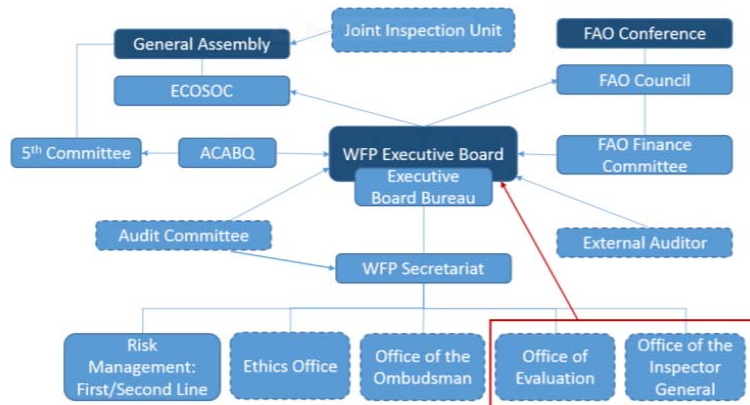 General Assembly
Joint Inspection Unit
FAO Conference
ECOSOC
FAO Council
5th Committee
ACABQ
WFP Executive Board
FAO Finance
Committee
Executive
Board Bureau
Audit Committee
External Auditor
WFP Secretariat
Risk
Management:
First/Second Line
Ethics Office
Office of the
Ombudsman
Office of
Evaluation
Office of the
Inspector
General